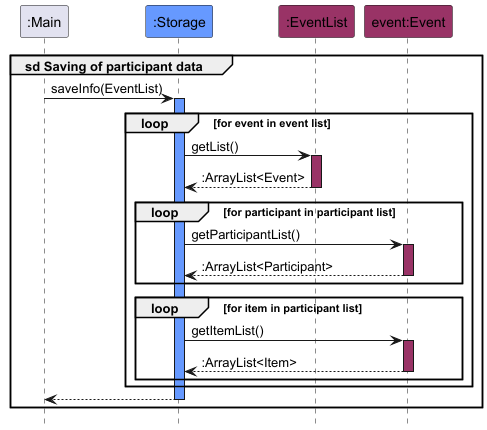 :Main
:Storage
:EventList
event:Event
sd Saving of participant data
saveInfo(EventList)
loop
[for event in event list]
getList()
:ArrayList<Event>
loop
[for participant in participant list]
getParticipantList()
:ArrayList<Participant>
loop
[for item in participant list]
getItemList()
:ArrayList<Item>